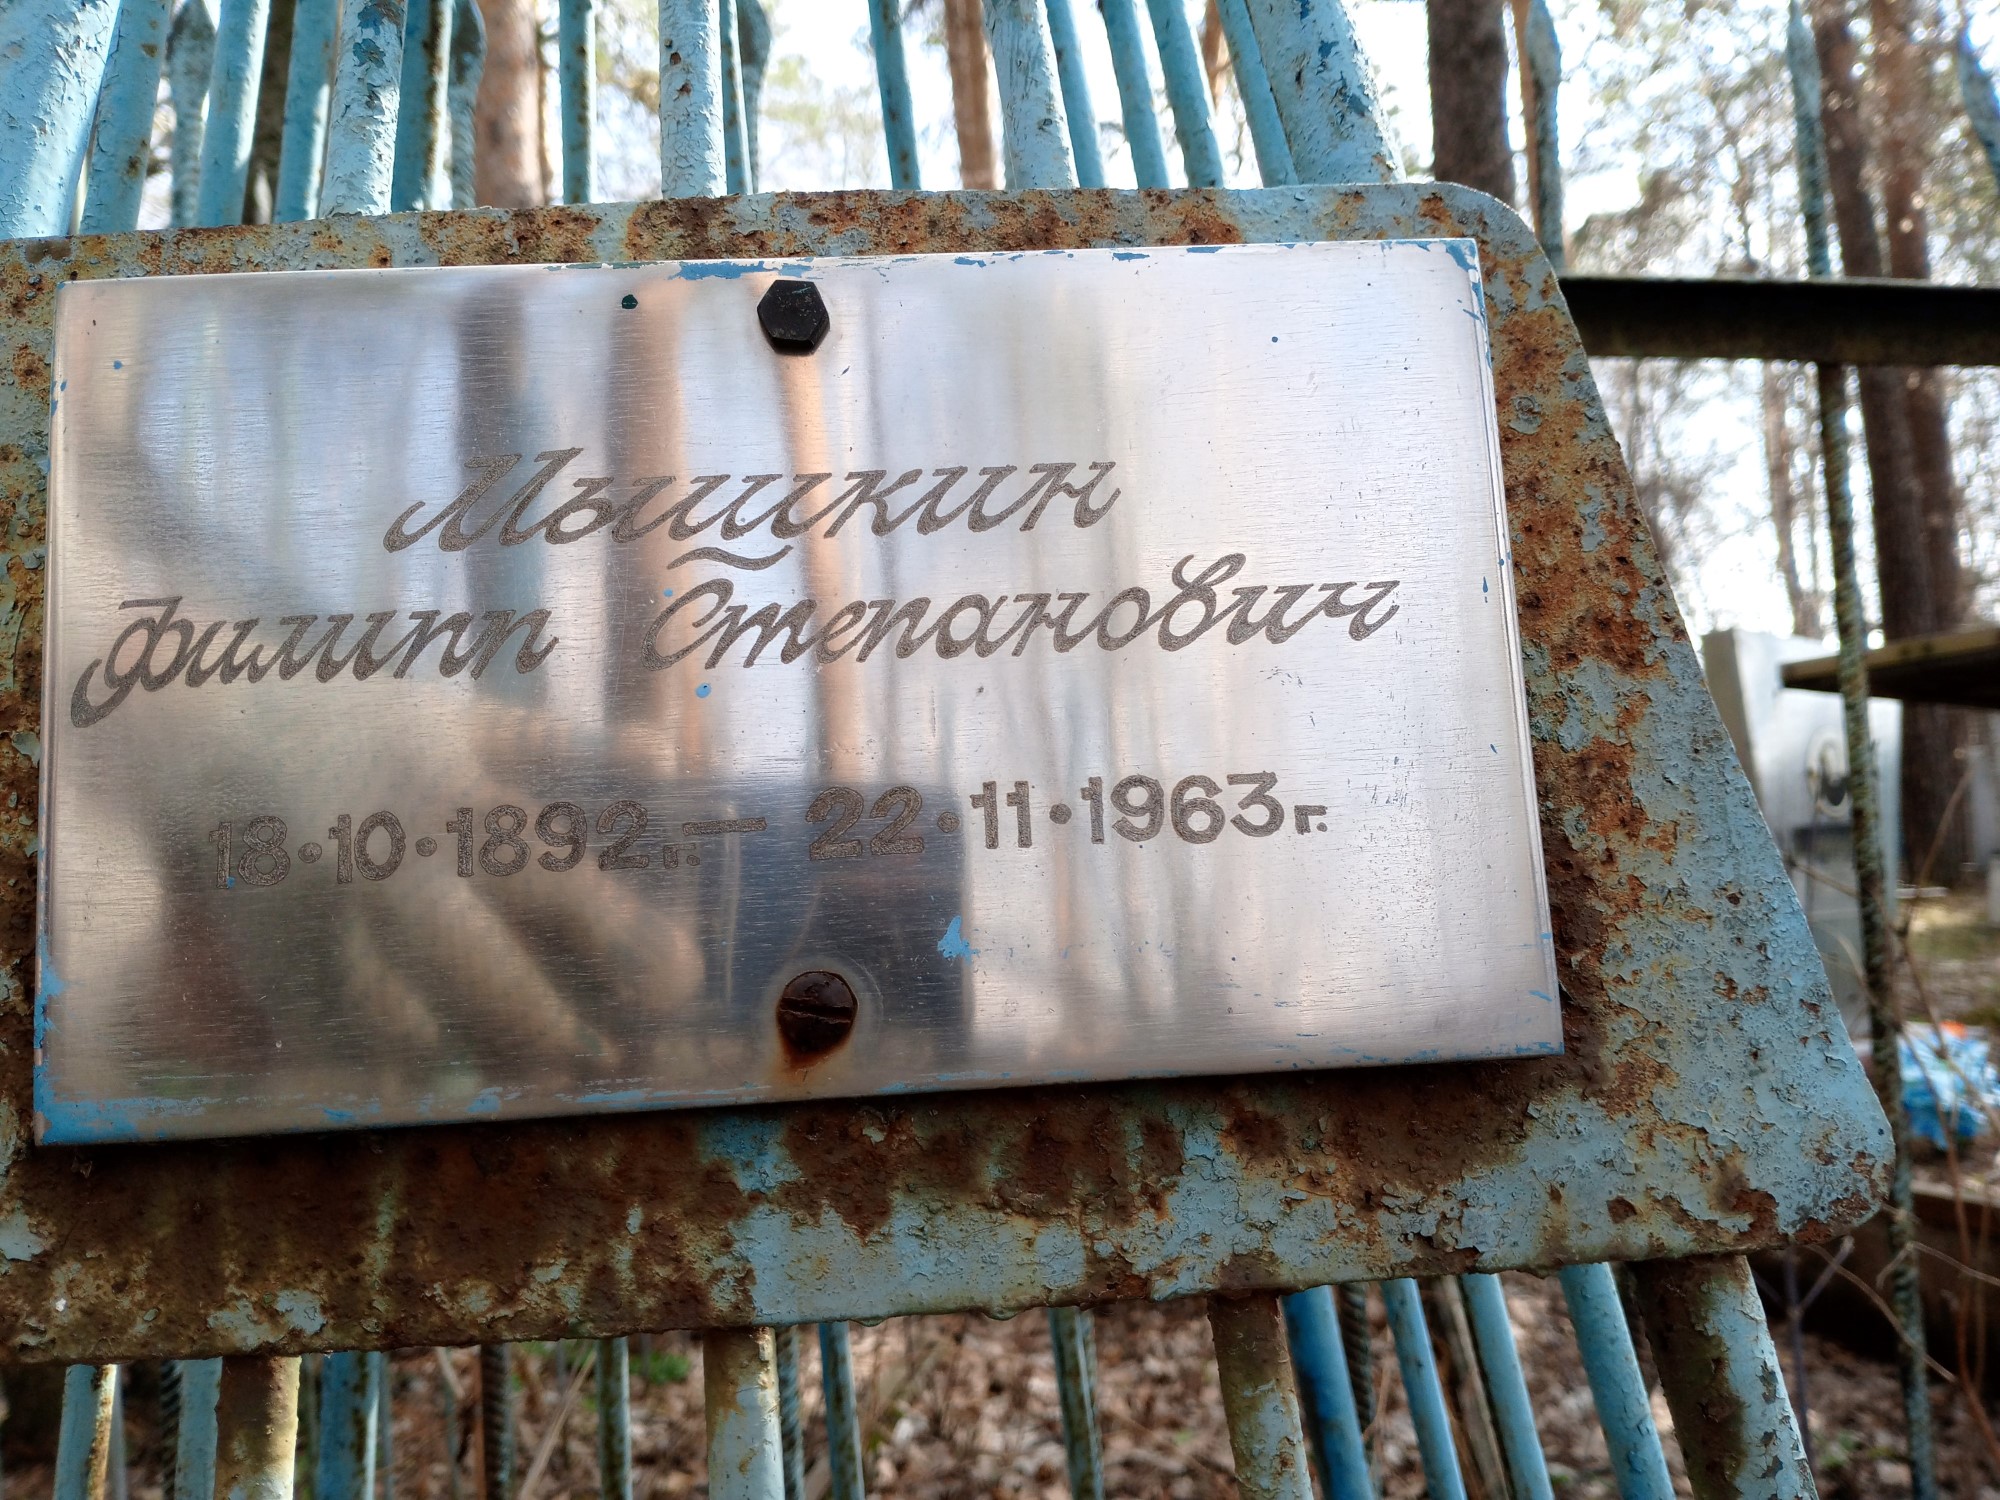 Мышкин
Филипп Степанович
18·10·1892г.— 22·11·1963г.